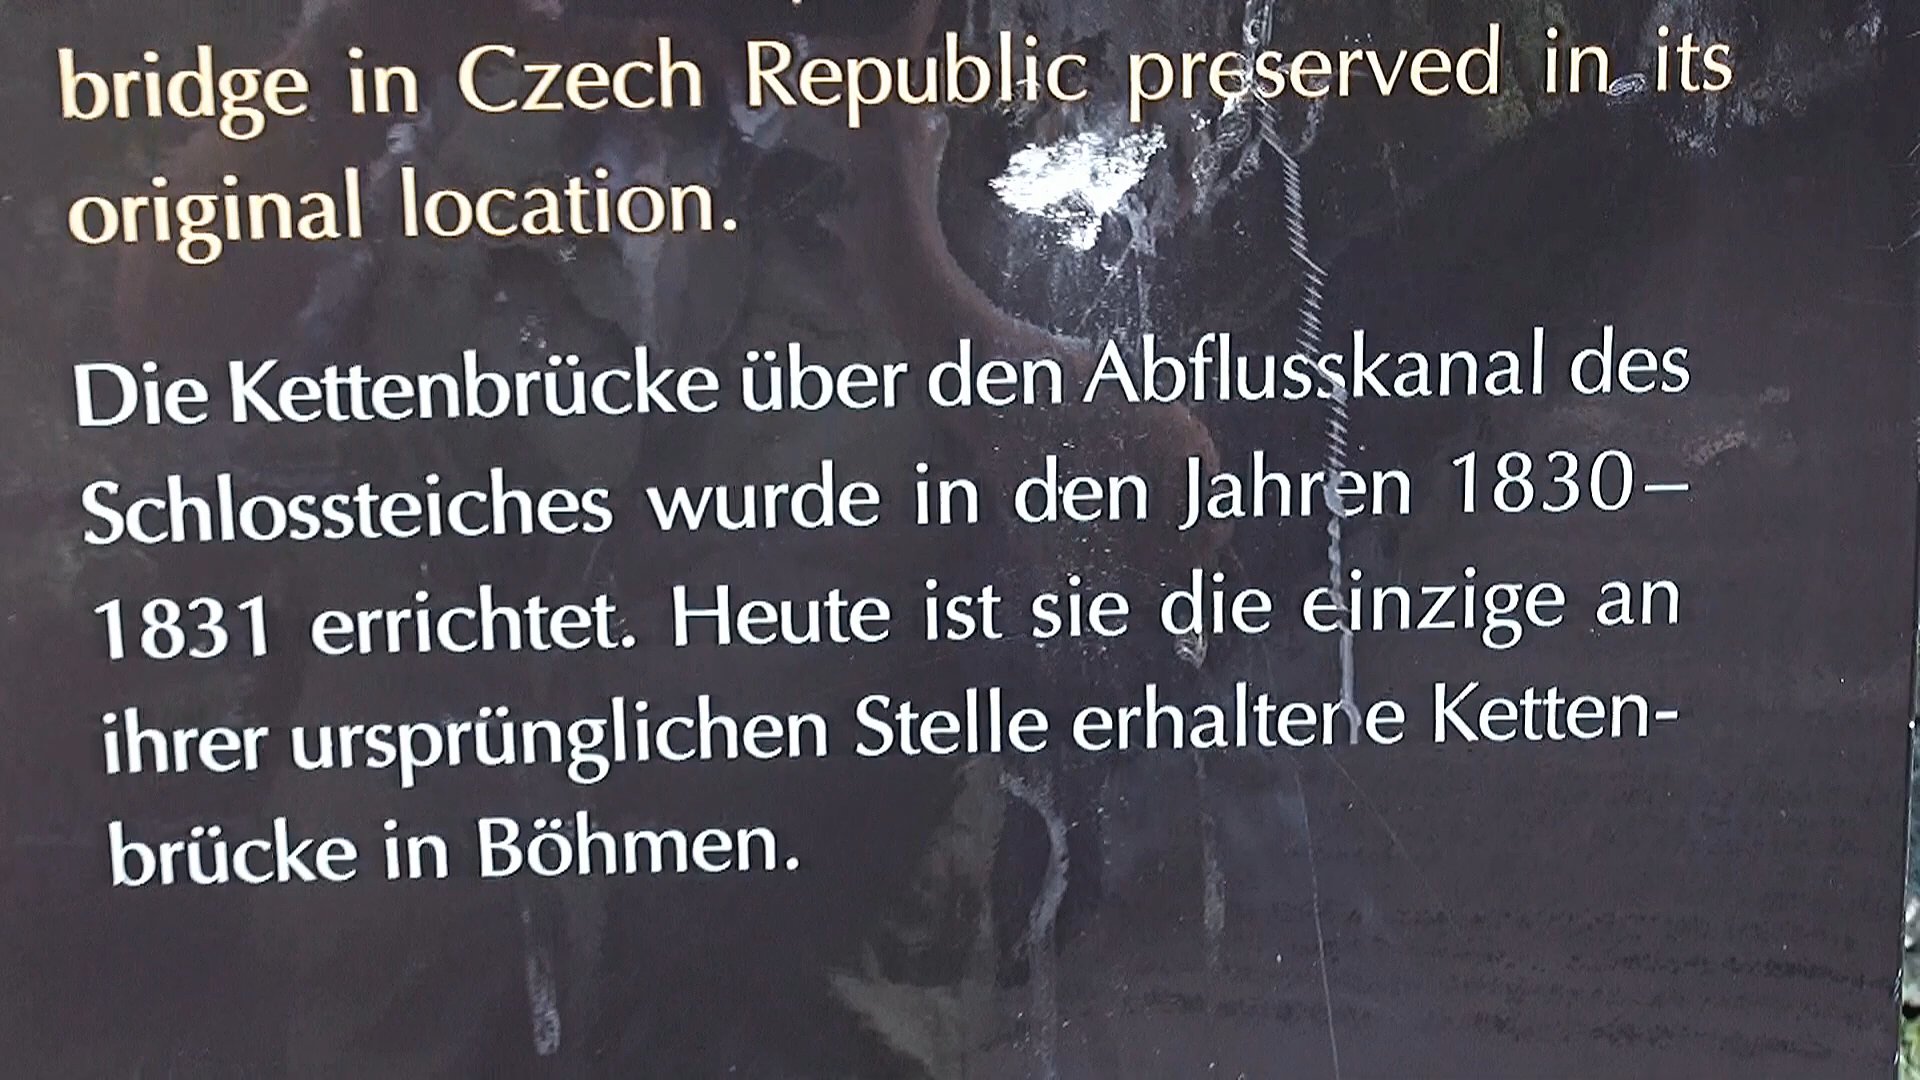 bridge in Czech Republic preserved in its
original location.
Die Kettenbrücke über den Abflusskanal des
Schlossteiches wurde in den Jahren 1830–
1831 errichtet. Heute ist sie die einzige an
ihrer ursprünglichen Stelle erhaltene Ketten-
brücke in Böhmen.